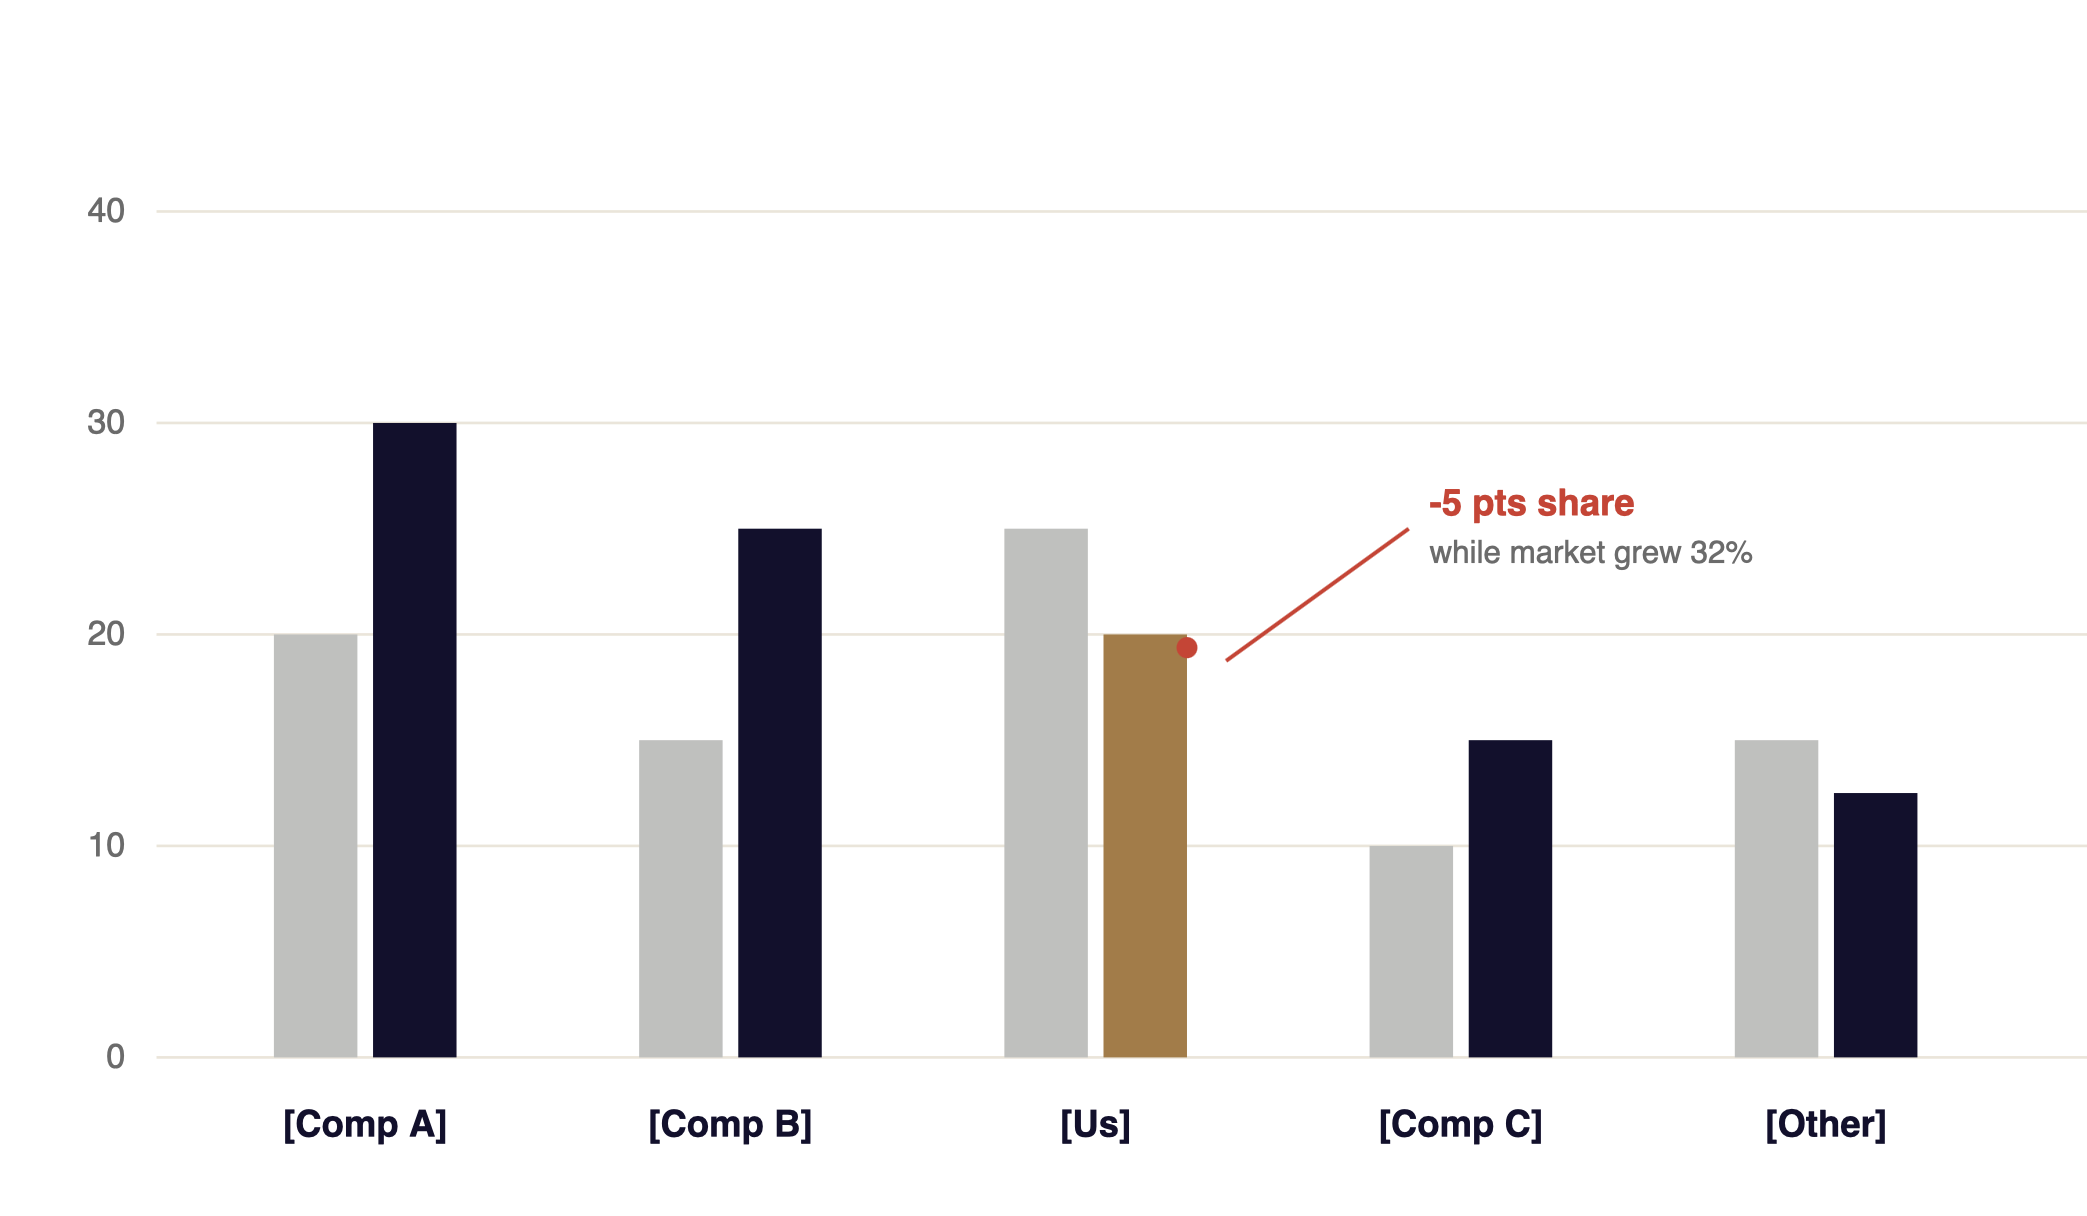 40
30
20
10
0
-5 pts share
while market grew 32%
[Comp A]
[Comp B]
[Us]
[Comp C]
[Other]